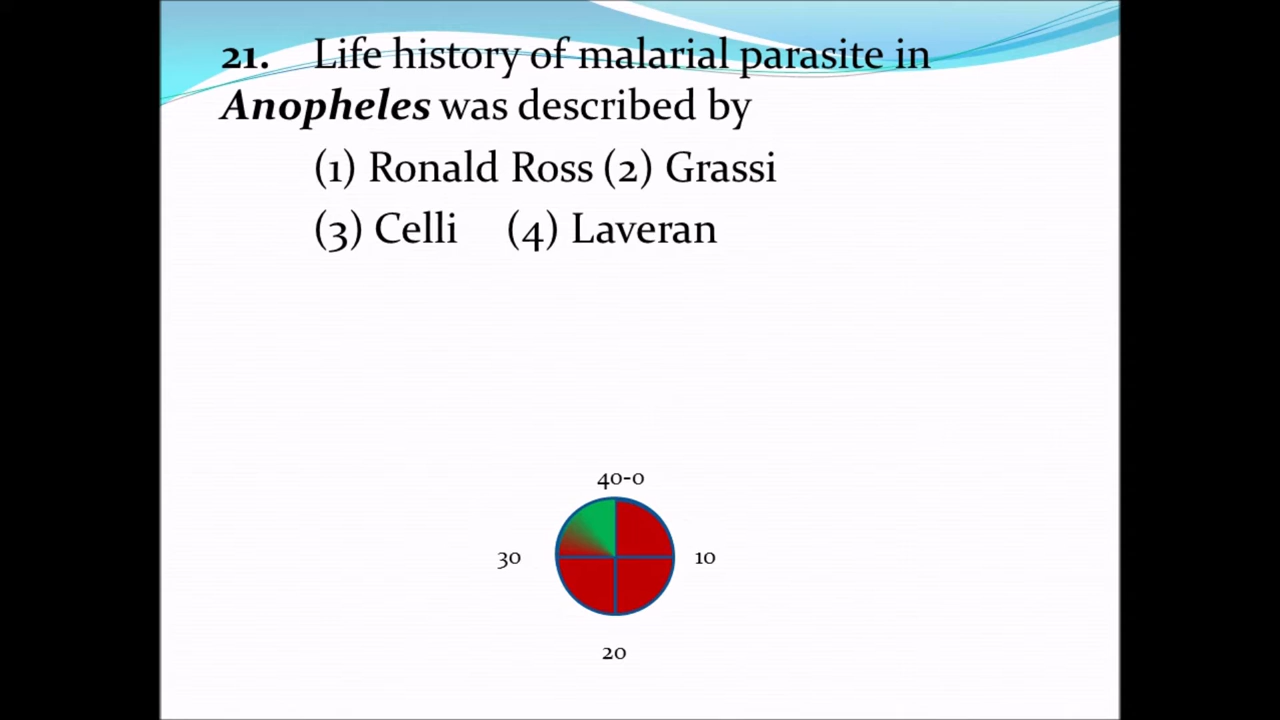 21. Life history of malarial parasite in
Anopheles was described by
(1) Ronald Ross (2) Grassi
(3) Celli (4) Laveran
40-0
30 10
20